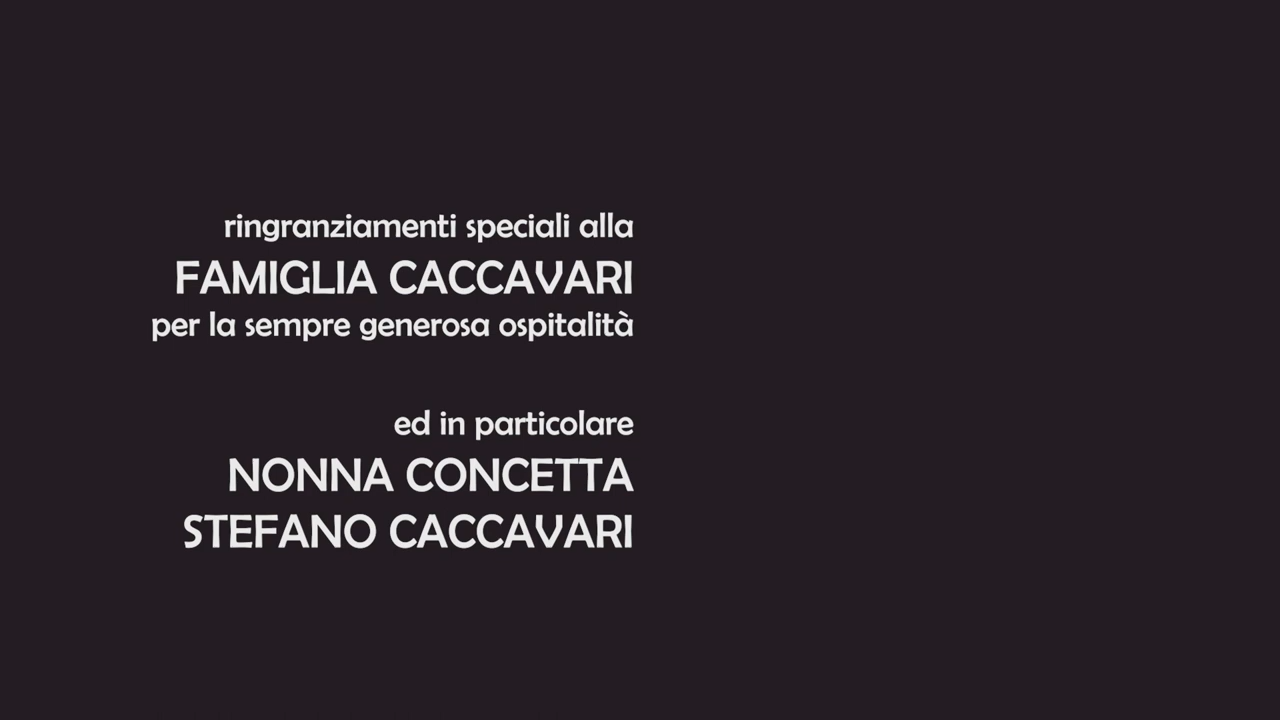 ringranziamenti speciali alla
FAMIGLIA CACCAVARI
per la sempre generosa ospitalità
ed in particolare
NONNA CONCETTA
STEFANO CACCAVARI